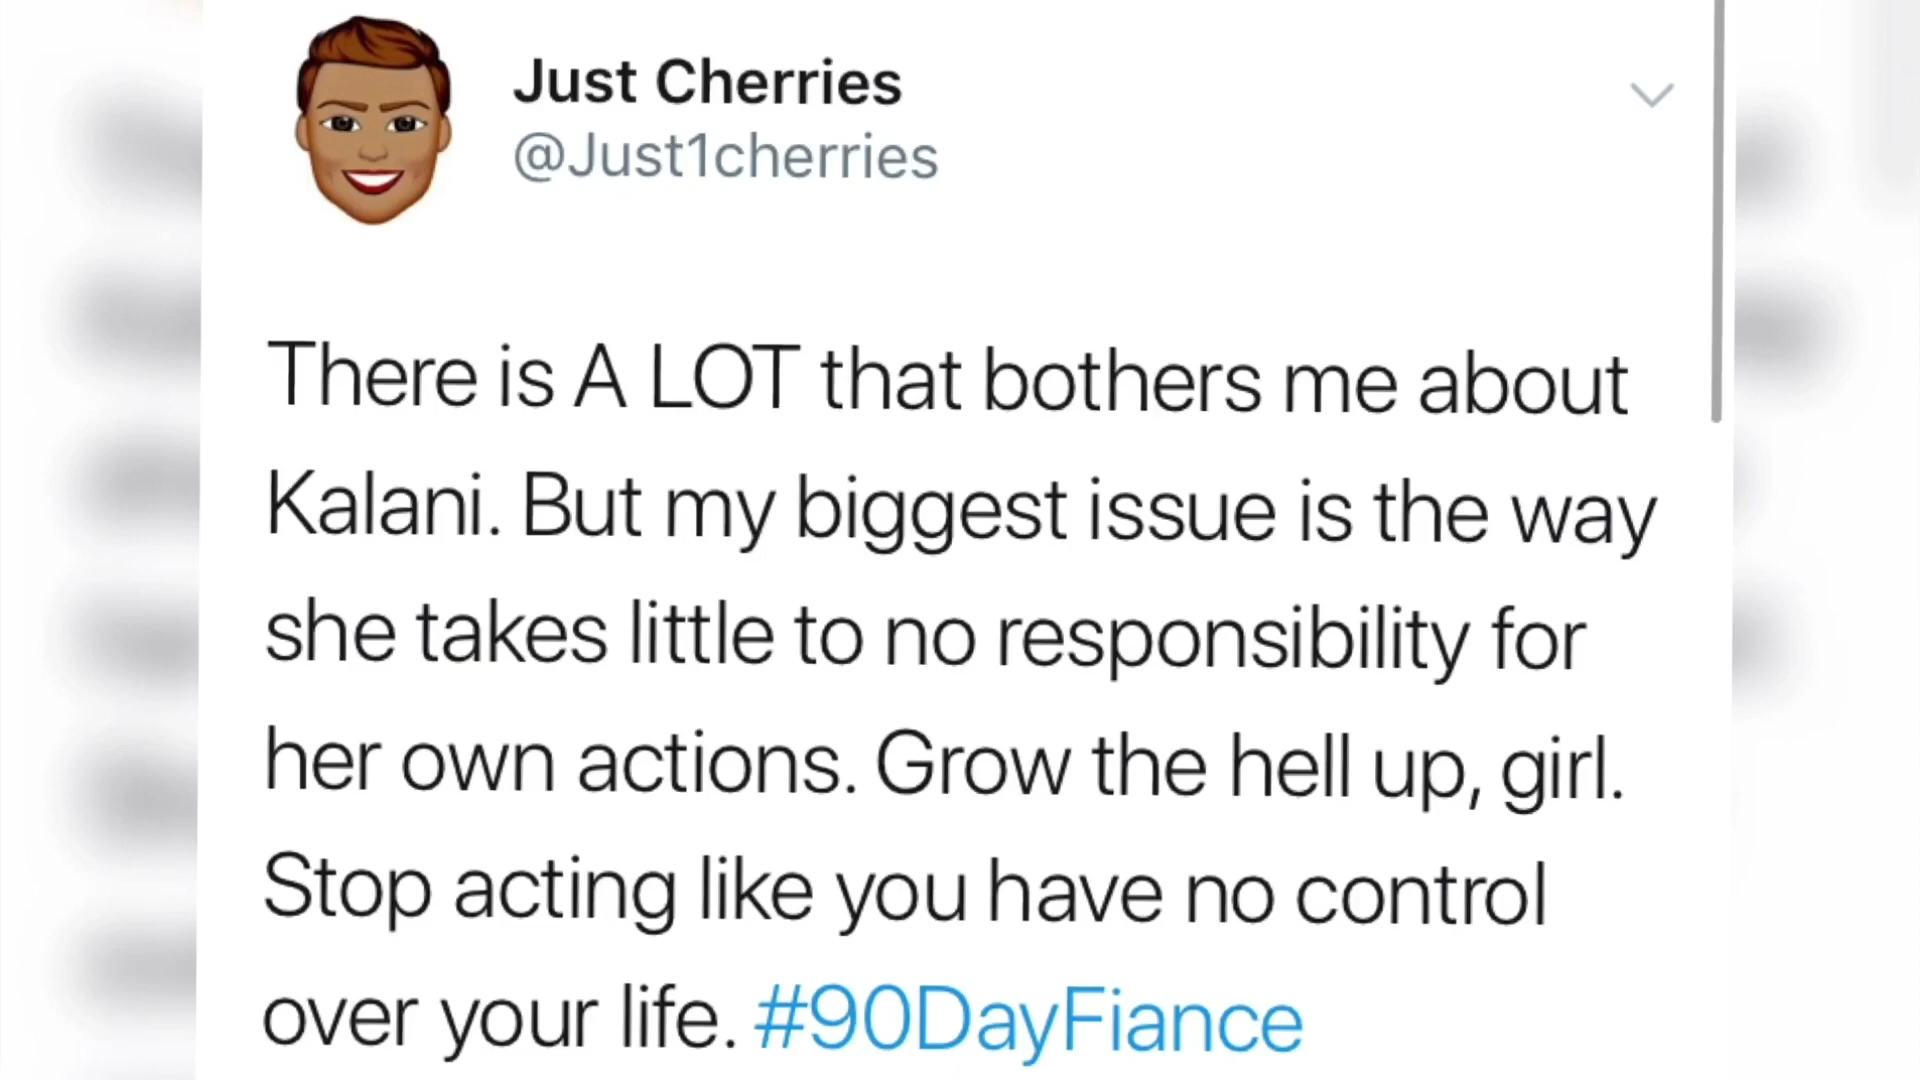 Just Cherries
@Just1cherries
There is A LOT that bothers me about
Kalani. But my biggest issue is the way
she takes little to no responsibility for
her own actions. Grow the hell up, girl.
Stop acting like you have no control
over your life. #90DayFiance